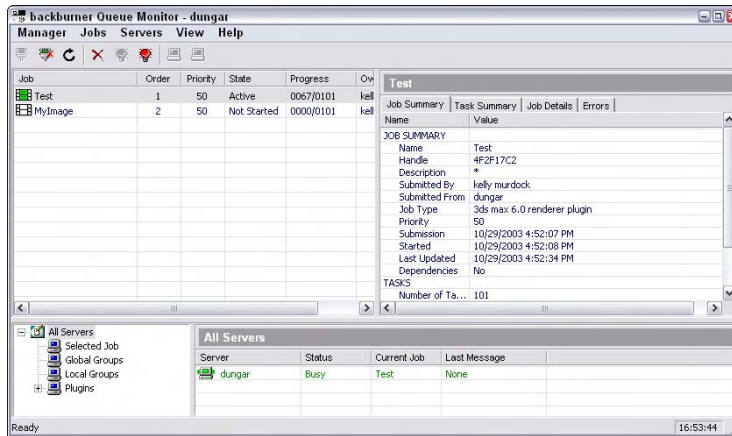 backburner Queue Monitor - dungar
Manager Jobs Servers View Help
Job Order Priority State Progress Ow
Test 1 50 Active 0067/0101 kell
MyImage 2 50 Not Started 0000/0101 kell
Test
Job Summary Task Summary Job Details Errors
Name Value
JOB SUMMARY
Name Test
Handle 4F2F17C2
Description *
Submitted By kelly murdock
Submitted From dungar
Job Type 3ds max 6.0 renderer plugin
Priority 50
Submission 10/29/2003 4:52:07 PM
Started 10/29/2003 4:52:08 PM
Last Updated 10/29/2003 4:52:34 PM
Dependencies No
TASKS
Number of Ta... 101
All Servers
Selected Job
Global Groups
Local Groups
Plugins
All Servers
Server Status Current Job Last Message
dungar Busy Test None
Ready 16:53:44